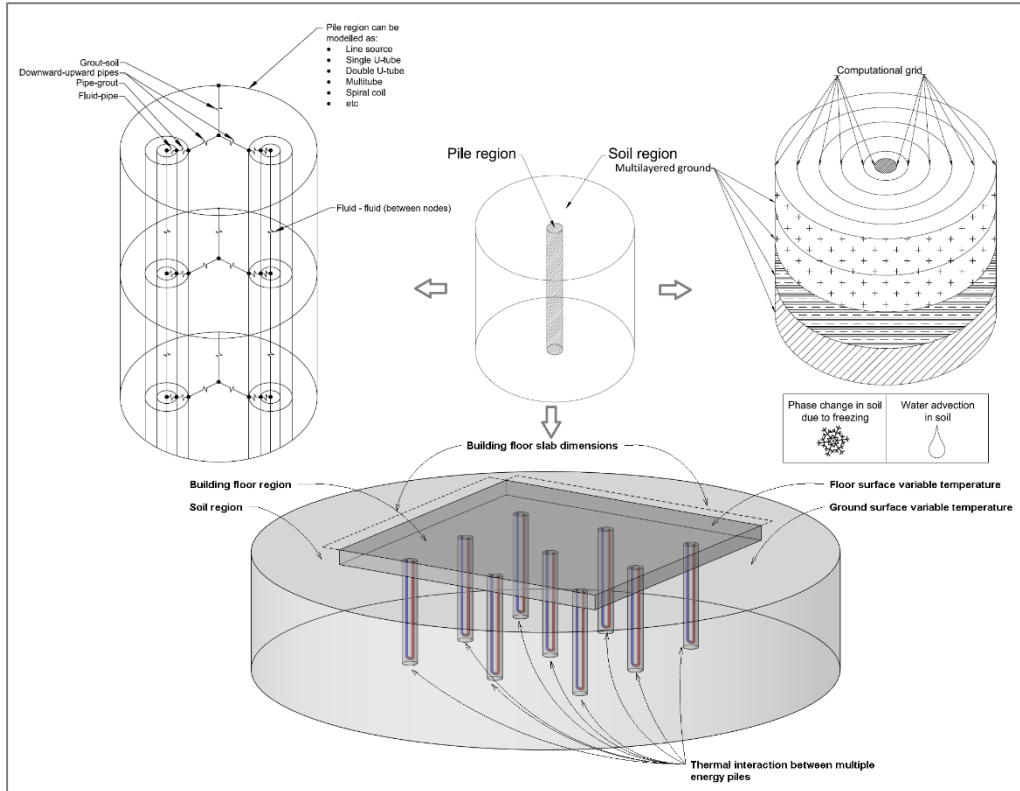 Pile region can be
modelled as:
• Line source
• Single U-tube
• Double U-tube
• Multitube
• Spiral coil
• etc
Grout-soil
Downward-upward pipes
Pipe-grout
Fluid-pipe
Fluid - fluid (between nodes)
Pile region
Soil region
Multilayered ground
Computational grid
Phase change in soil
due to freezing
Water advection
in soil
Building floor slab dimensions
Building floor region
Soil region
Floor surface variable temperature
Ground surface variable temperature
Thermal interaction between multiple
energy piles